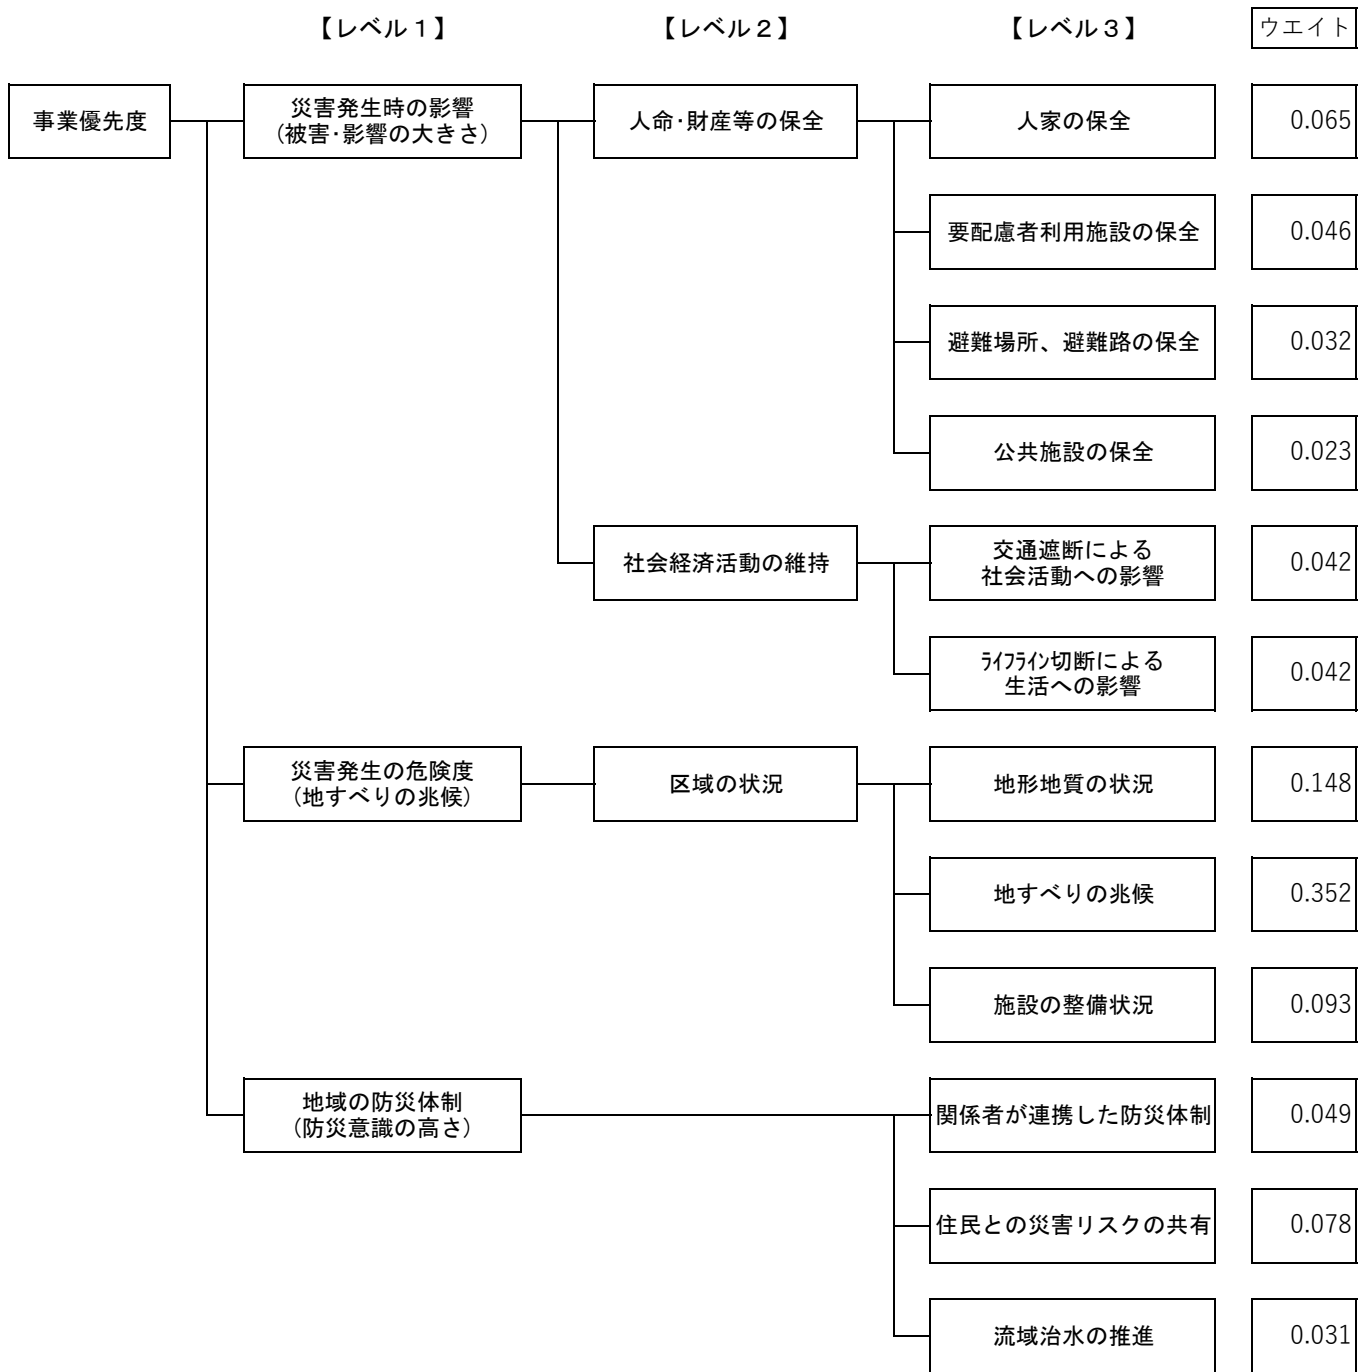 【レベル１】
【レベル２】
【レベル３】
ウエイト
事業優先度
災害発生時の影響
(被害･影響の大きさ)
人命･財産等の保全
人家の保全
0.065
要配慮者利用施設の保全
0.046
避難場所、避難路の保全
0.032
公共施設の保全
0.023
社会経済活動の維持
交通遮断による
社会活動への影響
0.042
ﾗｲﾌﾗｲﾝ切断による
生活への影響
0.042
災害発生の危険度
(地すべりの兆候)
区域の状況
地形地質の状況
0.148
地すべりの兆候
0.352
施設の整備状況
0.093
地域の防災体制
(防災意識の高さ)
関係者が連携した防災体制
0.049
住民との災害リスクの共有
0.078
流域治水の推進
0.031